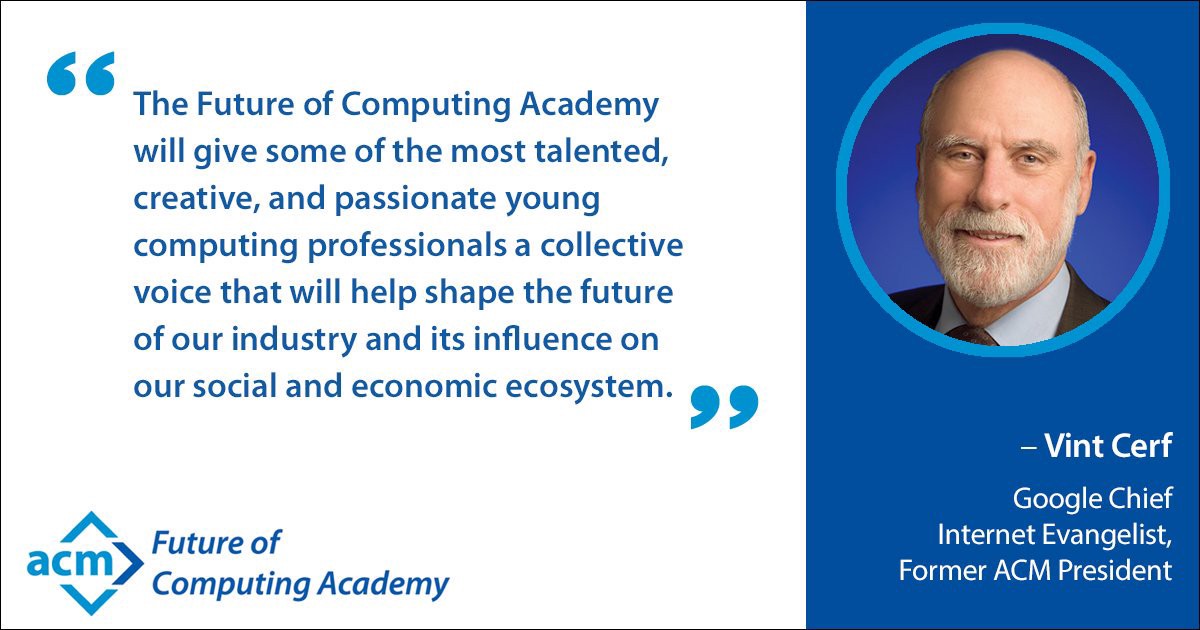 “
The Future of Computing Academy
will give some of the most talented,
creative, and passionate young
computing professionals a collective
voice that will help shape the future
of our industry and its influence on
our social and economic ecosystem.
”
– Vint Cerf
Google Chief
Internet Evangelist,
Former ACM President
acm
Future of
Computing Academy